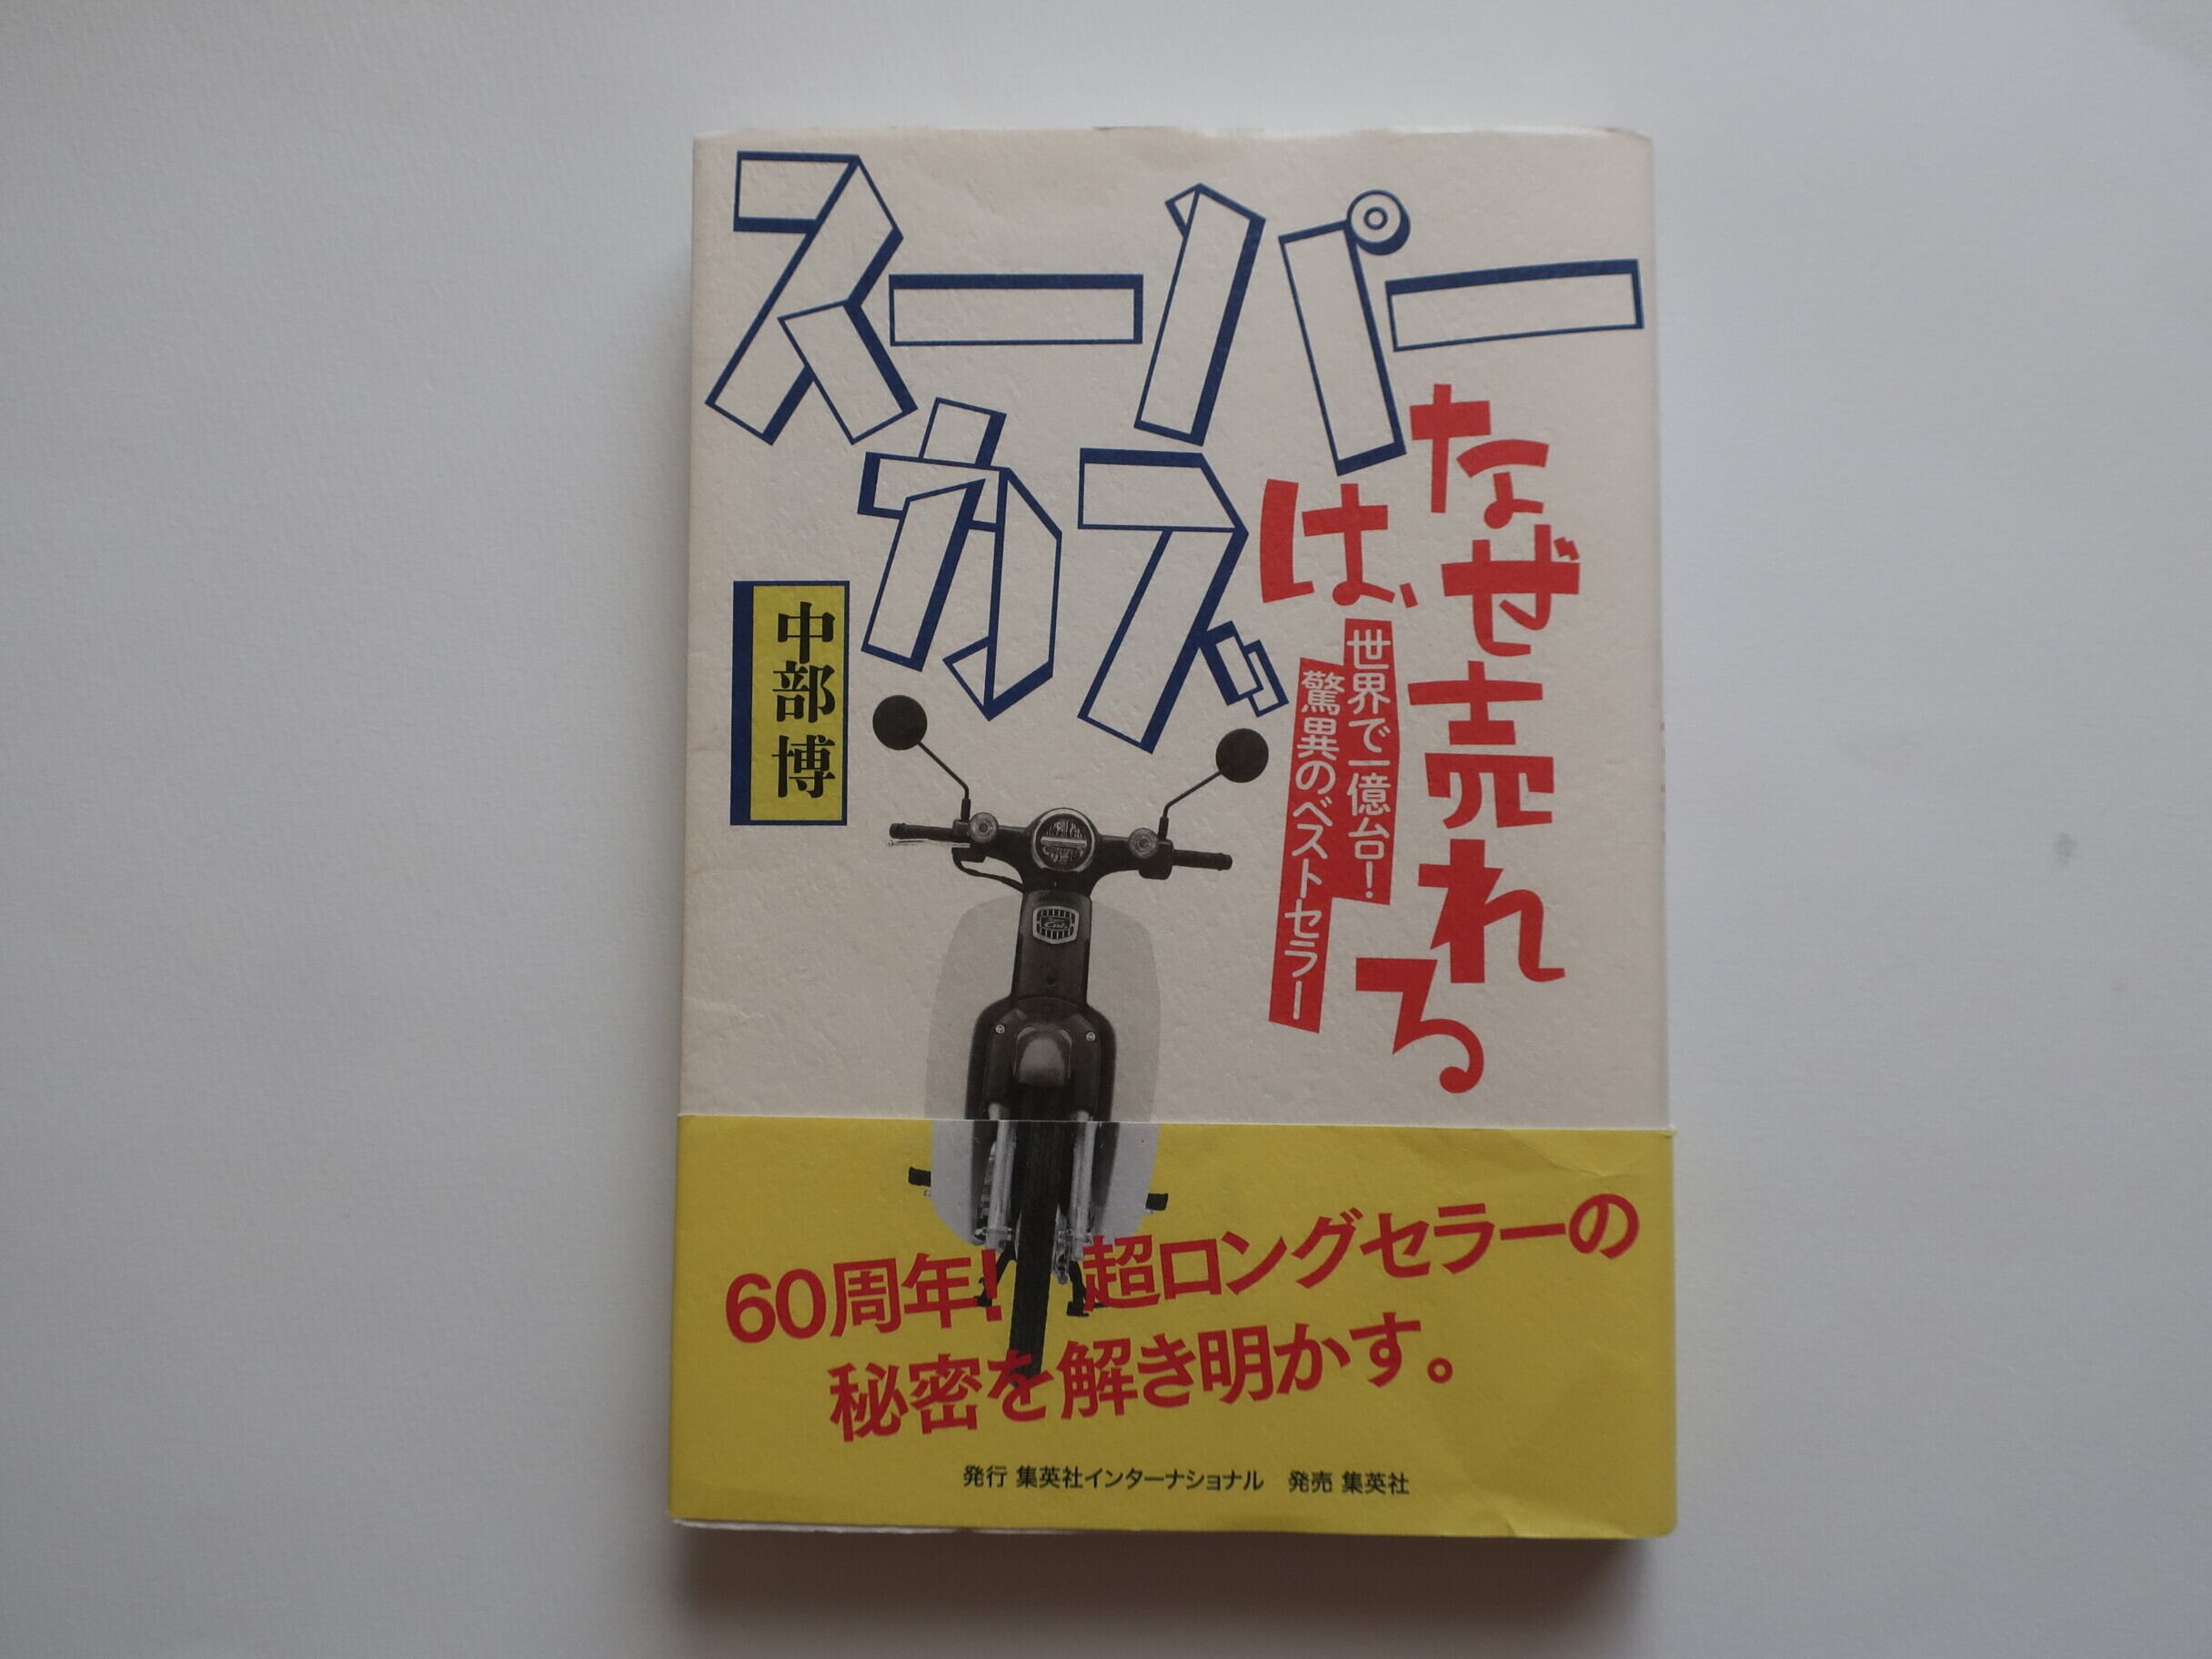 スーパー
カブ
は、
なぜ売れる
世界で一億台！
驚異のベストセラー
中部 博
60周年！ 超ロングセラーの
秘密を解き明かす。
発行 集英社インターナショナル 発売 集英社